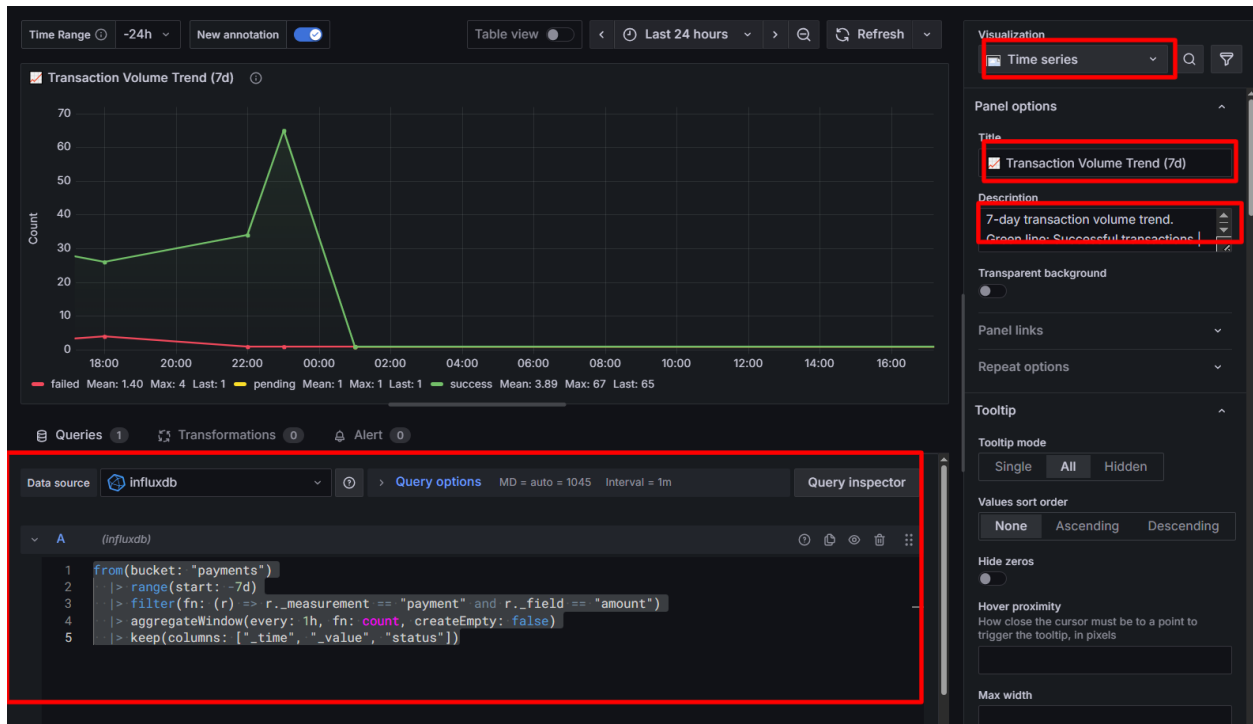 Time Range -24h New annotation Table view Last 24 hours Refresh
Transaction Volume Trend (7d)
70
60
50
40
30
20
10
0
Count
18:00 20:00 22:00 00:00 02:00 04:00 06:00 08:00 10:00 12:00 14:00 16:00
failed Mean: 1.40 Max: 4 Last: 1 pending Mean: 1 Max: 1 Last: 1 success Mean: 3.89 Max: 67 Last: 65
Queries 1 Transformations 0 Alert 0
Data source influxdb Query options MD = auto = 1045 Interval = 1m Query inspector
A (influxdb)
1 from(bucket: "payments")
2 |> range(start: -7d)
3 |> filter(fn: (r) => r._measurement == "payment" and r._field == "amount")
4 |> aggregateWindow(every: 1h, fn: count, createEmpty: false)
5 |> keep(columns: ["_time", "_value", "status"])
Visualization
Time series
Panel options
Title
Transaction Volume Trend (7d)
Description
7-day transaction volume trend.
Green line: Successful transactions |
Transparent background
Panel links
Repeat options
Tooltip
Tooltip mode
Single All Hidden
Values sort order
None Ascending Descending
Hide zeros
Hover proximity
How close the cursor must be to a point to
trigger the tooltip, in pixels
Max width